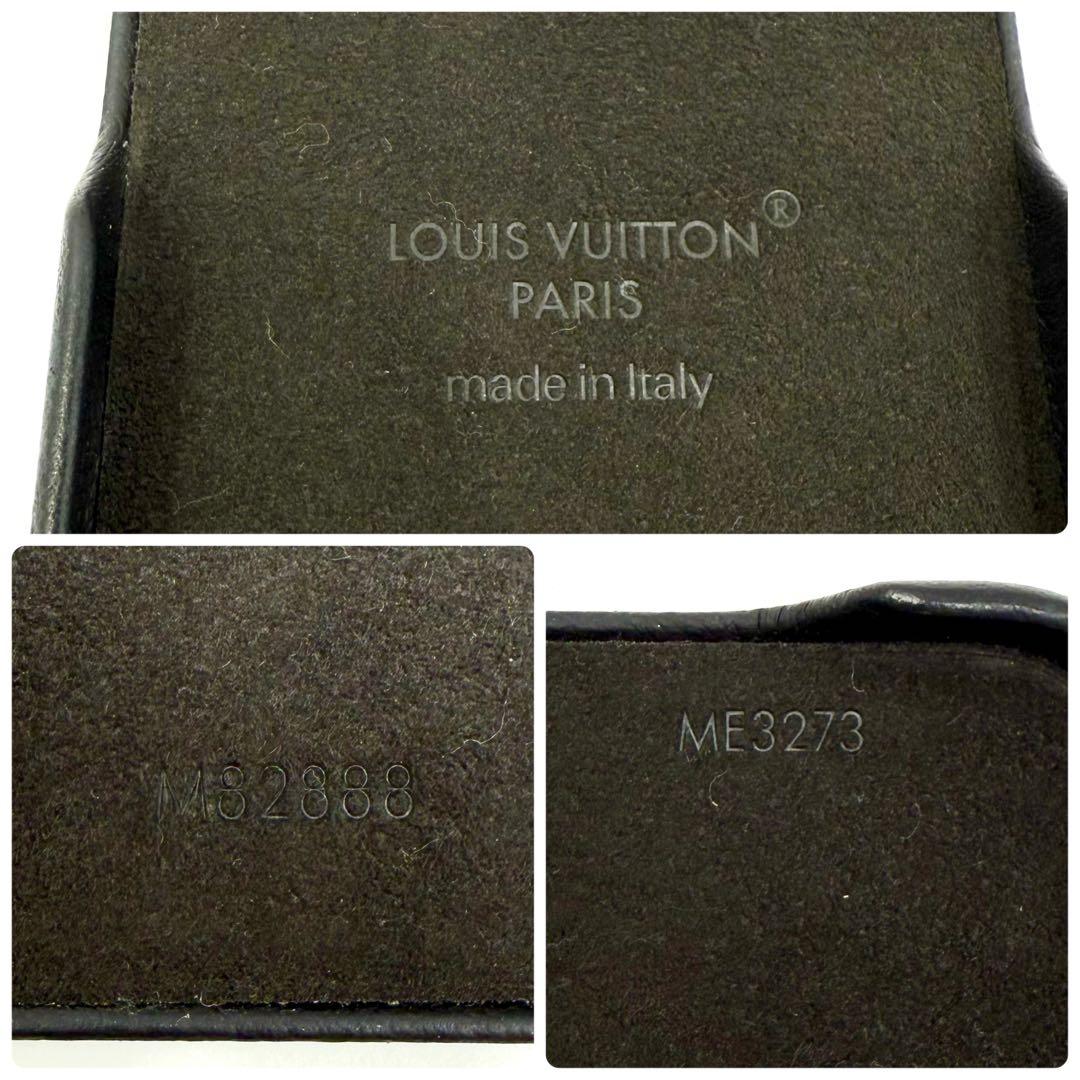 LOUIS VUITTON®
PARIS
made in Italy
M82888
ME3273